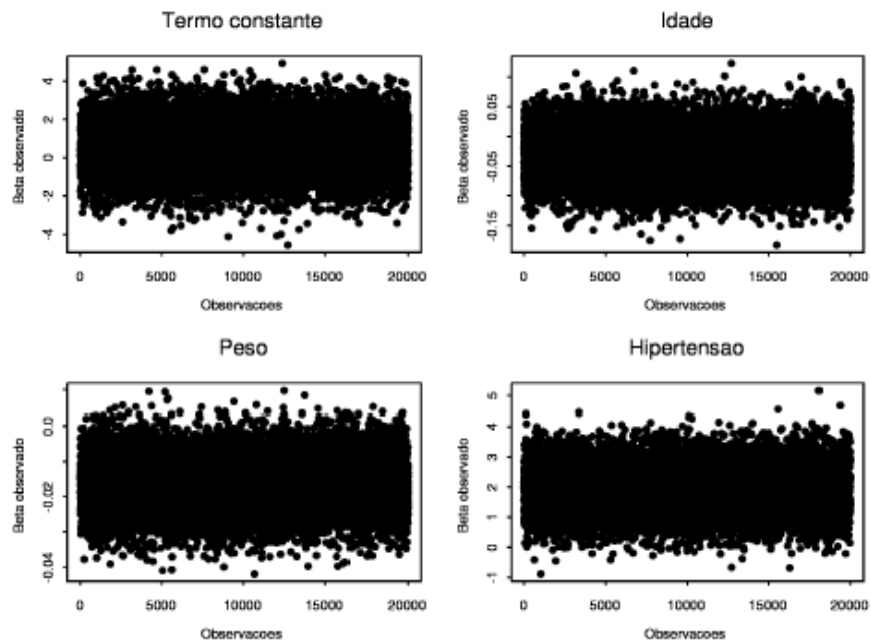 Termo constante
Beta observado
4
2
0
-2
-4
0 5000 10000 15000 20000
Observacoes
Idade
Beta observado
0.05
-0.05
-0.15
0 5000 10000 15000 20000
Observacoes
Peso
Beta observado
0.0
-0.02
-0.04
0 5000 10000 15000 20000
Observacoes
Hipertensao
Beta observado
5
4
3
2
1
0
-1
0 5000 10000 15000 20000
Observacoes